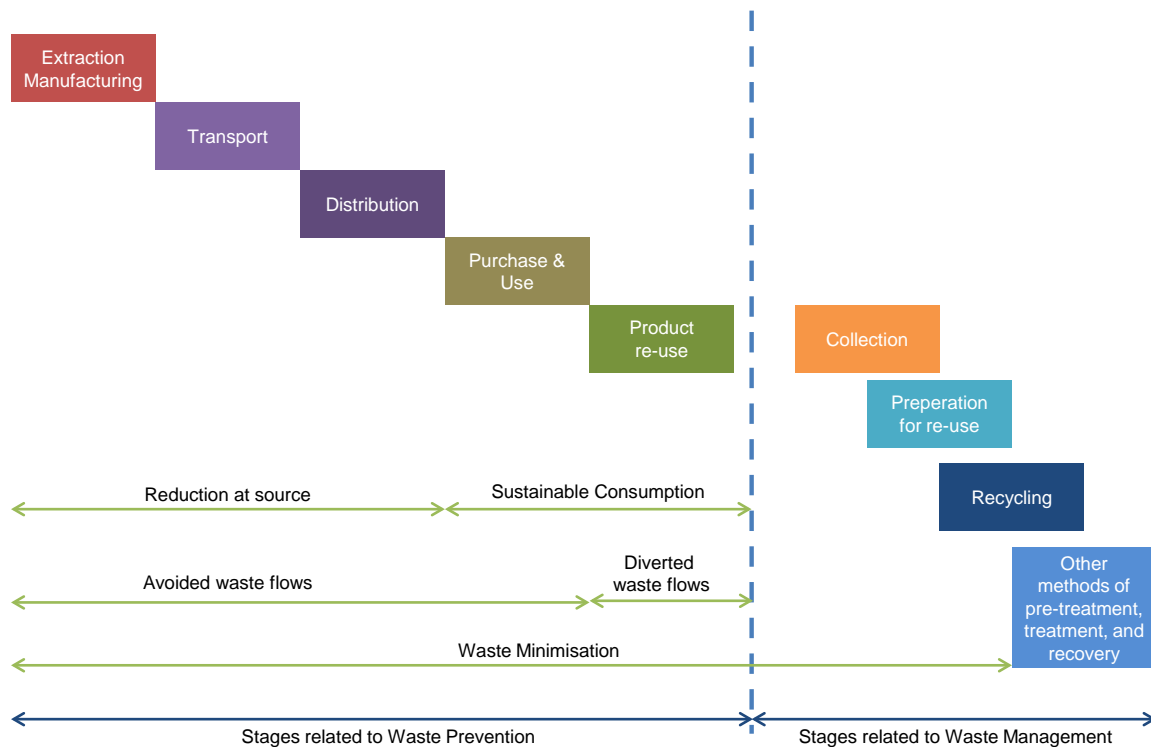 Extraction
Manufacturing
Transport
Distribution
Purchase &
Use
Product
re-use
Collection
Preperation
for re-use
Recycling
Other
methods of
pre-treatment,
treatment, and
recovery
Reduction at source
Sustainable Consumption
Avoided waste flows
Diverted
waste flows
Waste Minimisation
Stages related to Waste Prevention
Stages related to Waste Management